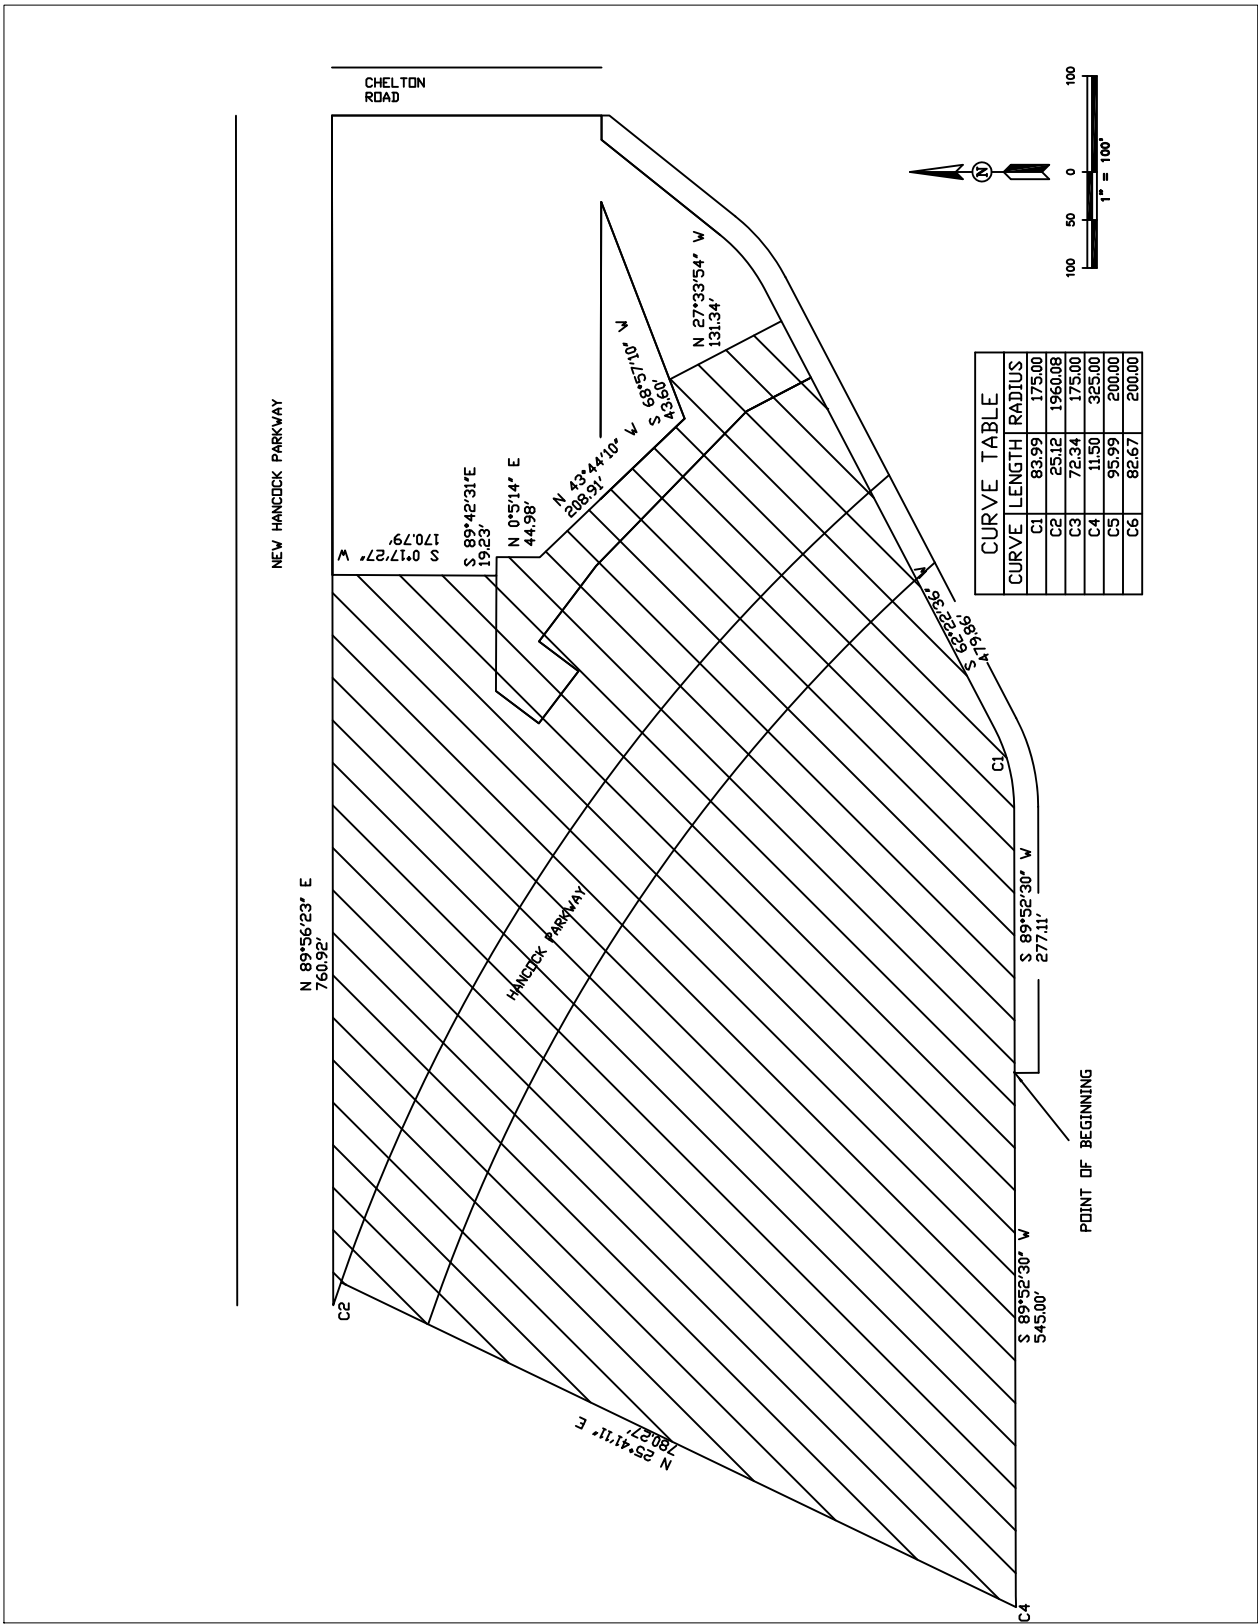 CHELTON
ROAD
NEW HANCOCK PARKWAY
N 89°56'23" E
760.92'
S 0°17'27" W
170.79'
S 89°42'31"E
19.23'
N 0°5'14" E
44.98'
N 43°44'10" W
208.91'
S 68°57'10" W
43.60'
N 27°33'54" W
131.34'
HANCOCK PARKWAY
S 62°22'36" W
479.86'
C1
S 89°52'30" W
277.11'
POINT OF BEGINNING
S 89°52'30" W
545.00'
C4
N 25°41'11" E
780.27'
C2
N
100
50
0
100
1" = 100'
CURVE TABLE
CURVE LENGTH RADIUS
C1 83.99 175.00
C2 25.12 1960.08
C3 72.34 175.00
C4 11.50 325.00
C5 95.99 200.00
C6 82.67 200.00